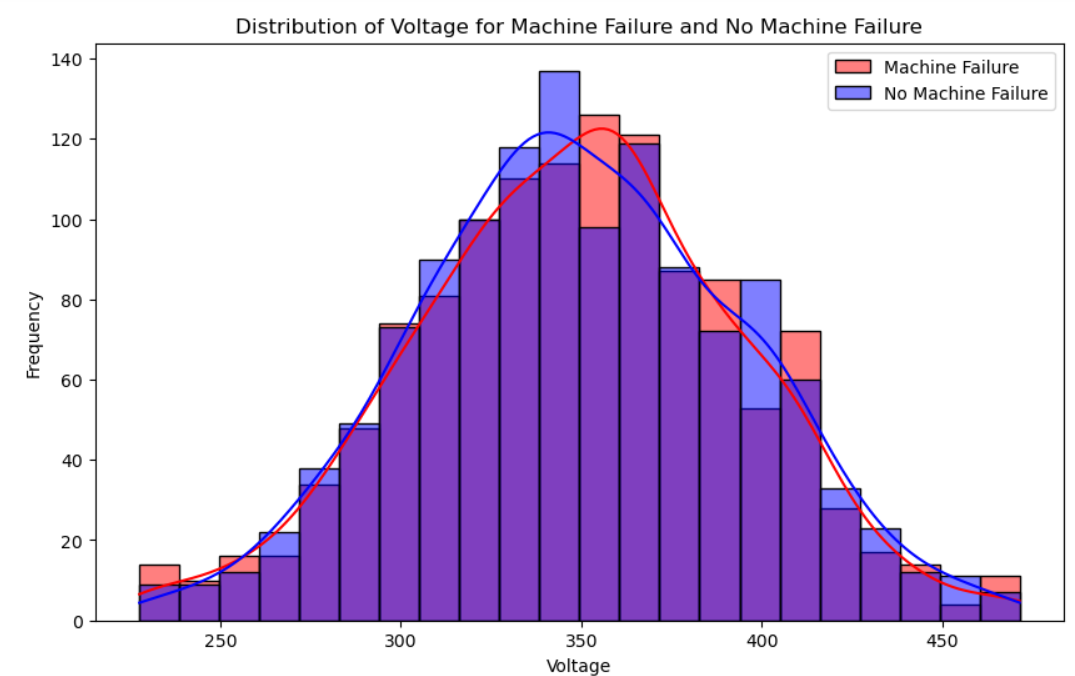 Distribution of Voltage for Machine Failure and No Machine Failure
Machine Failure
No Machine Failure
140
120
100
80
60
40
20
0
Frequency
250 300 350 400 450
Voltage